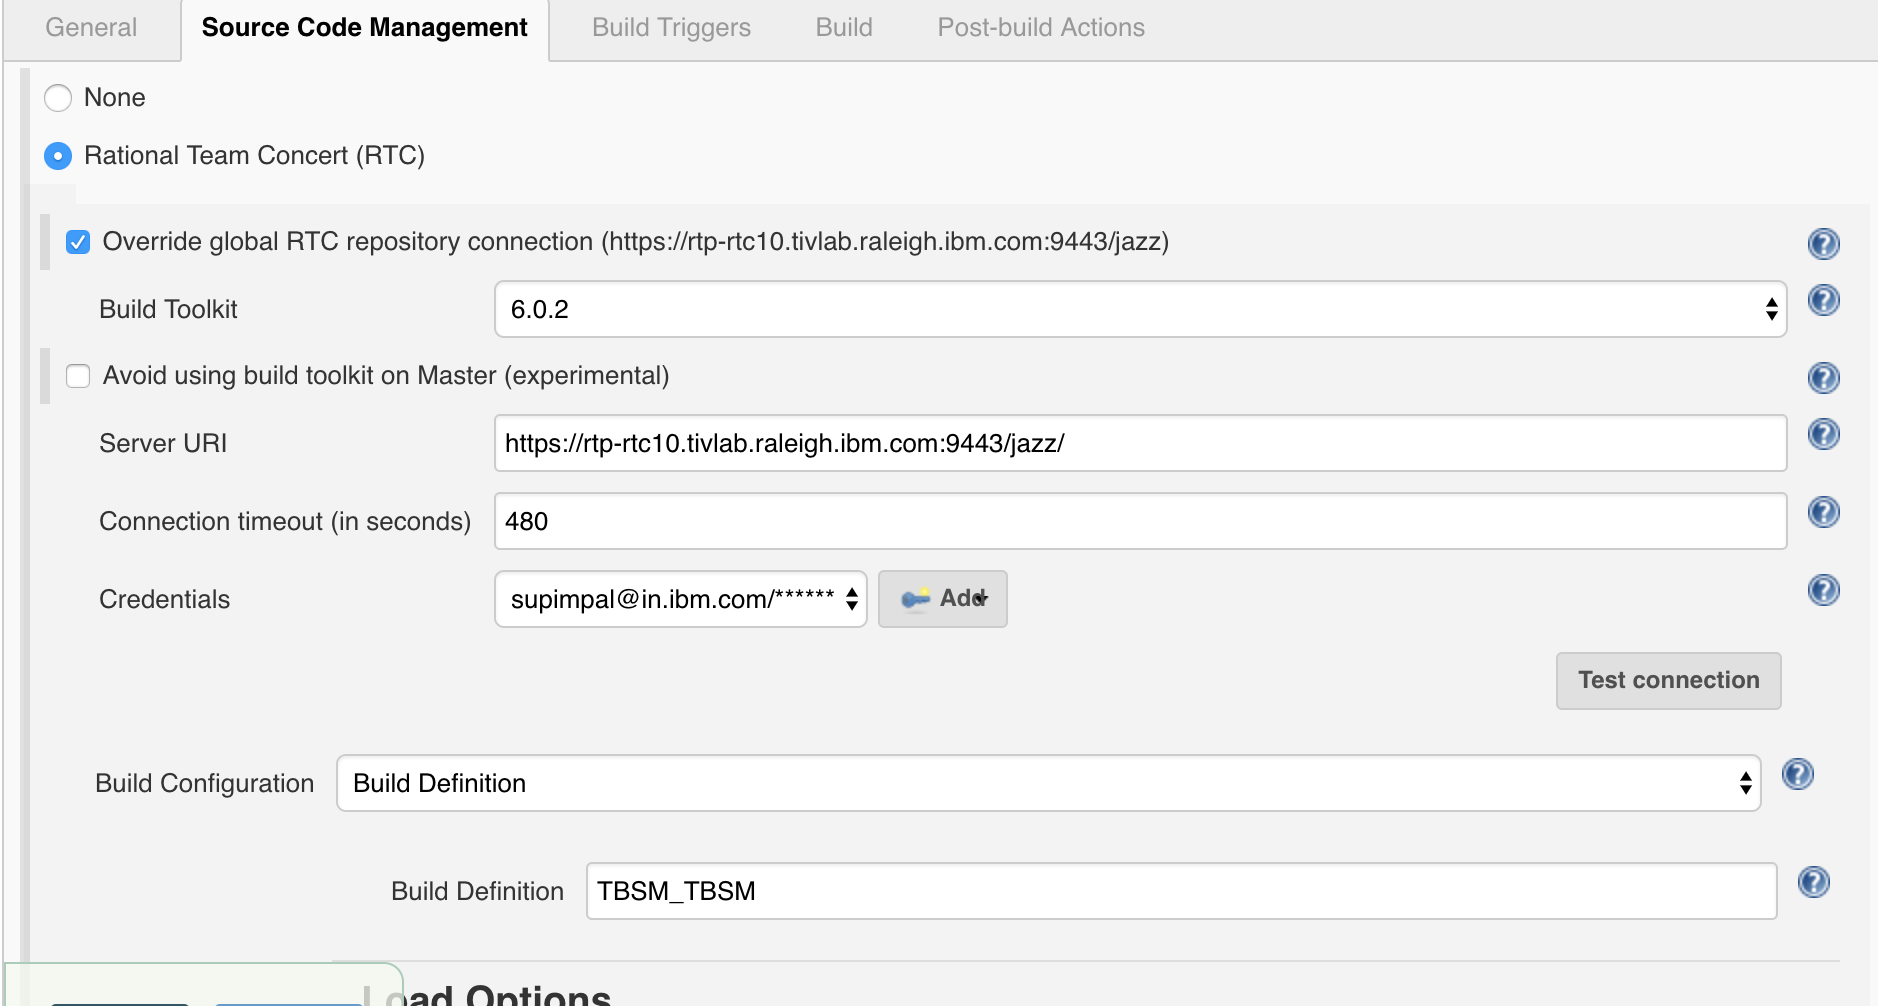 General Source Code Management Build Triggers Build Post-build Actions
None
Rational Team Concert (RTC)
Override global RTC repository connection (https://rtp-rtc10.tivlab.raleigh.ibm.com:9443/jazz)
Build Toolkit 6.0.2
Avoid using build toolkit on Master (experimental)
Server URI https://rtp-rtc10.tivlab.raleigh.ibm.com:9443/jazz/
Connection timeout (in seconds) 480
Credentials supimpal@in.ibm.com/****** Add
Test connection
Build Configuration Build Definition
Build Definition TBSM_TBSM
Load Options